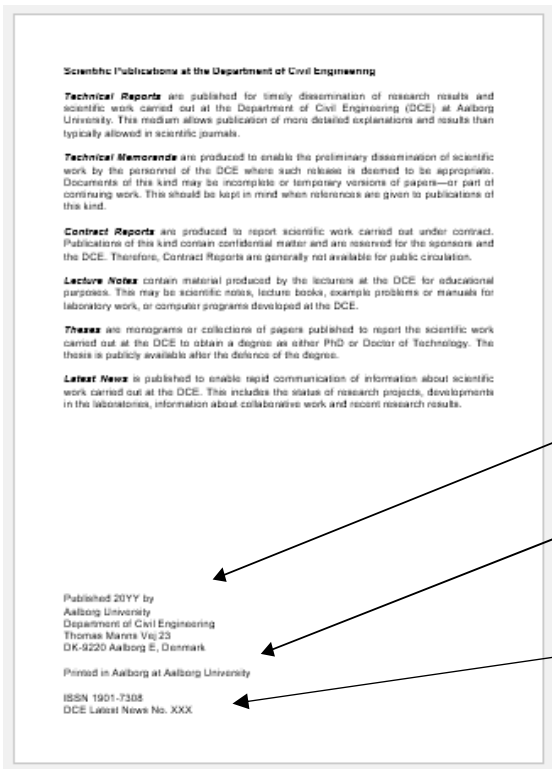 Scientific Publications at the Department of Civil Engineering
Technical Reports are published for timely dissemination of research results and
scientific work carried out at the Department of Civil Engineering (DCE) at Aalborg
University. This medium allows publication of more detailed explanations and results than
typically allowed in scientific journals.
Technical Memoranda are produced to enable the preliminary dissemination of scientific
work by the personnel of the DCE where such release is deemed to be appropriate.
Documents of this kind may be incomplete or temporary versions of papers—or part of
continuing work. This should be kept in mind when references are given to publications of
this kind.
Contract Reports are produced to report scientific work carried out under contract.
Publications of this kind contain confidential matter and are reserved for the sponsors and
the DCE. Therefore, Contract Reports are generally not available for public circulation.
Lecture Notes contain material produced by the lecturers at the DCE for educational
purposes. This may be scientific notes, lecture books, example problems or manuals for
laboratory work, or computer programs developed at the DCE.
Theses are monograms or collections of papers published to report the scientific work
carried out at the DCE to obtain a degree as either PhD or Doctor of Technology. The
thesis is publicly available after the defence of the degree.
Latest News is published to enable rapid communication of information about scientific
work carried out at the DCE. This includes the status of research projects, developments
in the laboratories, information about collaborative work and recent research results.
Published 20YY by
Aalborg University
Department of Civil Engineering
Thomas Manns Vej 23
DK-9220 Aalborg E, Denmark
Printed in Aalborg at Aalborg University
ISSN 1901-7308
DCE Latest News No. XXX